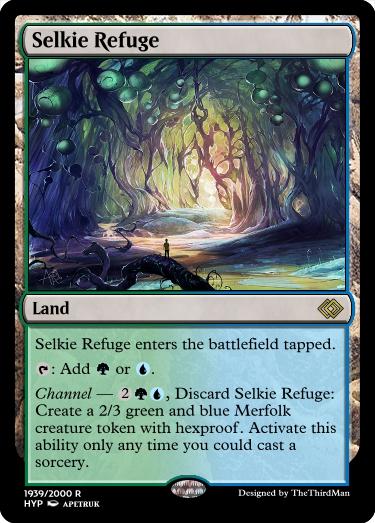 Selkie Refuge
Land
Selkie Refuge enters the battlefield tapped.
: Add or .
Channel — 2 , Discard Selkie Refuge:
Create a 2/3 green and blue Merfolk
creature token with hexproof. Activate this
ability only any time you could cast a
sorcery.
1939/2000 R
HYP APETRUK
Designed by TheThirdMan